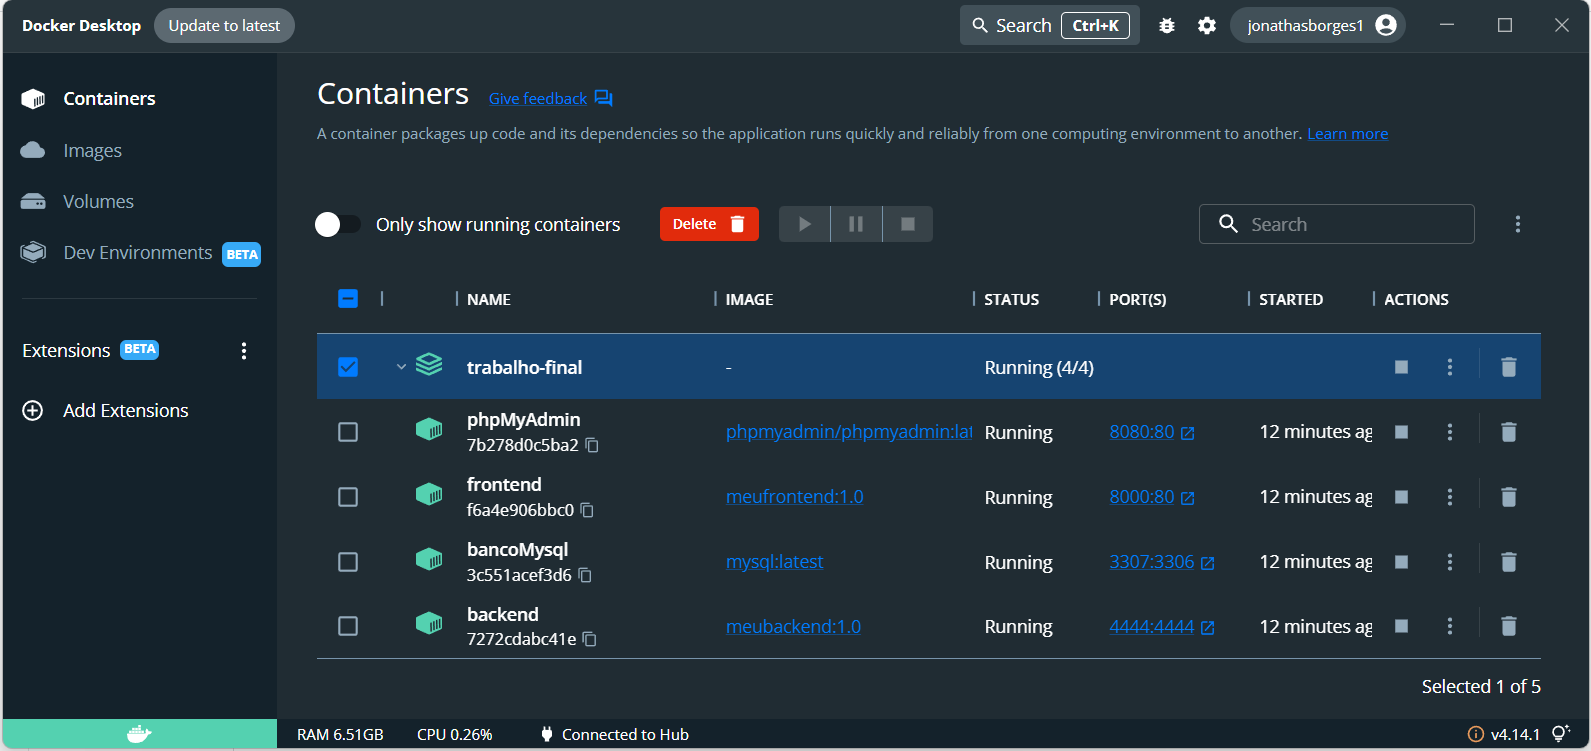 Docker Desktop Update to latest Search Ctrl+K jonathasborges1
Containers
Images
Volumes
Dev Environments BETA
Extensions BETA
Add Extensions
Containers Give feedback
A container packages up code and its dependencies so the application runs quickly and reliably from one computing environment to another. Learn more
Only show running containers Delete Search
NAME IMAGE STATUS PORT(S) STARTED ACTIONS
trabalho-final - Running (4/4)
phpMyAdmin
7b278d0c5ba2 phpmyadmin/phpmyadmin:lat Running 8080:80 12 minutes ag
frontend
f6a4e906bbc0 meufrontend:1.0 Running 8000:80 12 minutes ag
bancoMysql
3c551acef3d6 mysql:latest Running 3307:3306 12 minutes ag
backend
7272cdabc41e meubackend:1.0 Running 4444:4444 12 minutes ag
Selected 1 of 5
RAM 6.51GB CPU 0.26% Connected to Hub v4.14.1